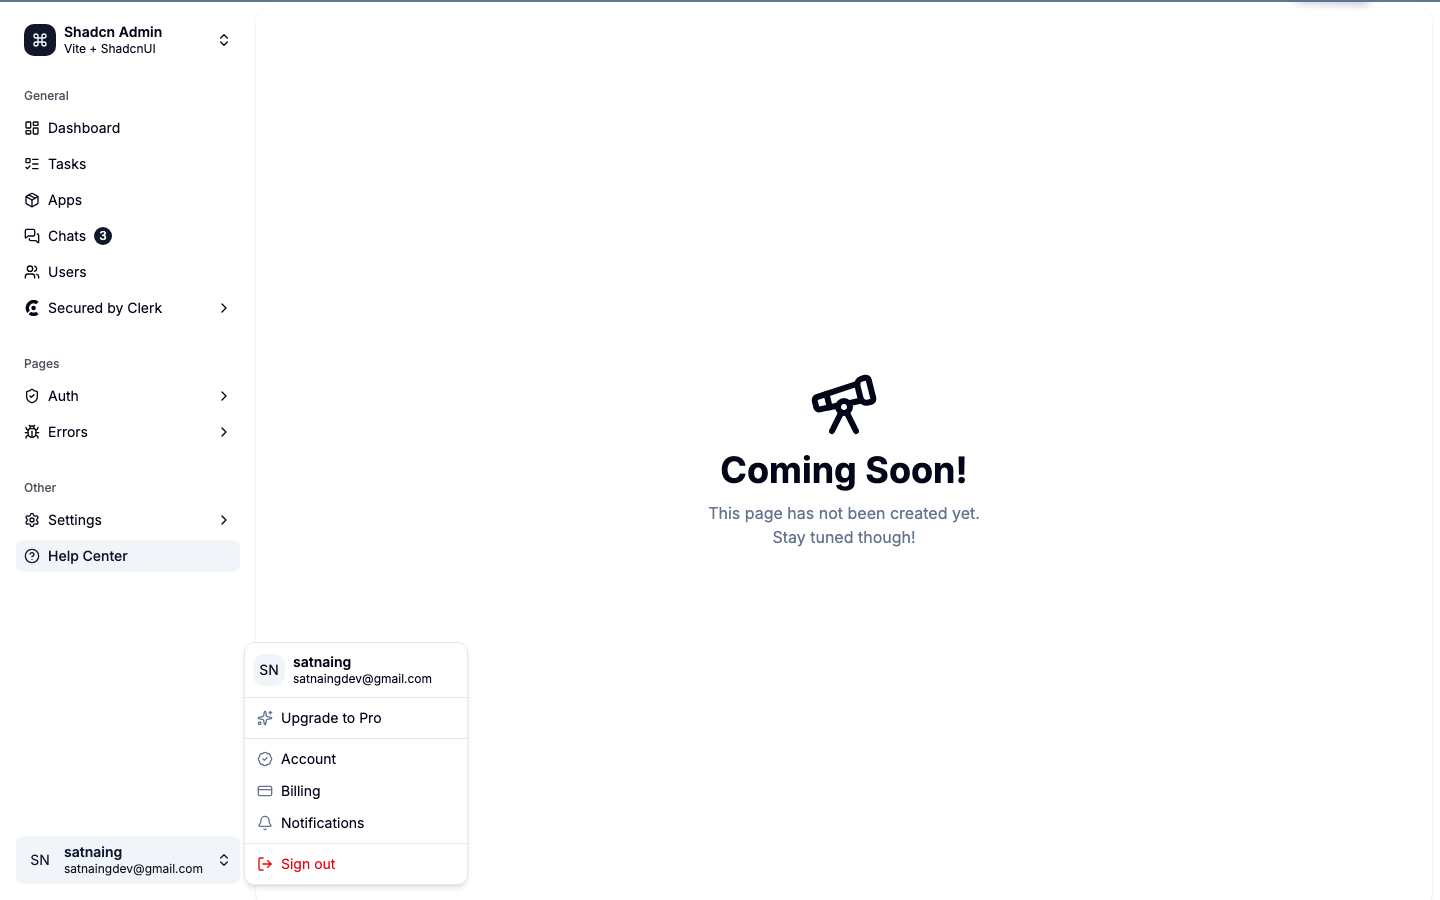 Shadcn Admin
Vite + ShadcnUI
General
Dashboard
Tasks
Apps
Chats 3
Users
Secured by Clerk
Pages
Auth
Errors
Other
Settings
Help Center
SN
satnaing
satnaingdev@gmail.com
Coming Soon!
This page has not been created yet.
Stay tuned though!
SN
satnaing
satnaingdev@gmail.com
Upgrade to Pro
Account
Billing
Notifications
Sign out